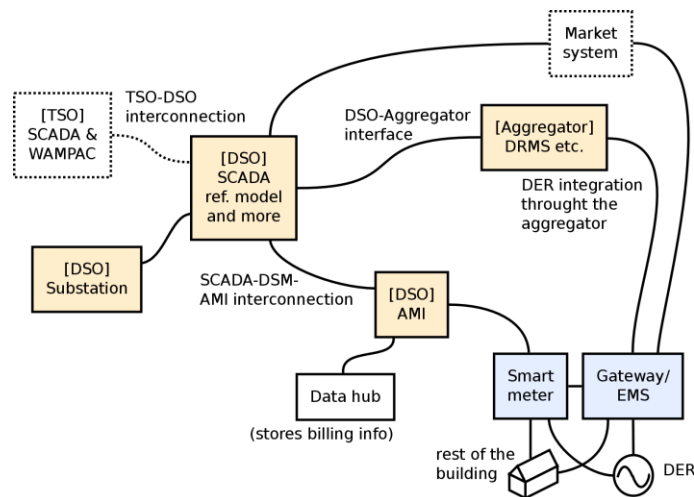 Market
system
[TSO]
SCADA &
WAMPAC
TSO-DSO
interconnection
[DSO]
SCADA
ref. model
and more
DSO-Aggregator
interface
[Aggregator]
DRMS etc.
DER integration
throught the
aggregator
[DSO]
Substation
SCADA-DSM-
AMI interconnection
[DSO]
AMI
Data hub
(stores billing info)
Smart
meter
Gateway/
EMS
rest of the
building
DER